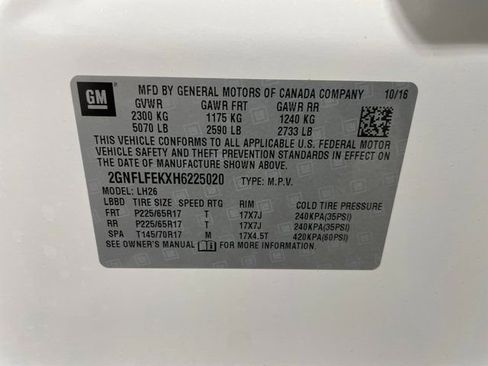 GM
MFD BY GENERAL MOTORS OF CANADA COMPANY 10/16
GVWR GAWR FRT GAWR RR
2300 KG 1175 KG 1240 KG
5070 LB 2590 LB 2733 LB
THIS VEHICLE CONFORMS TO ALL APPLICABLE U.S. FEDERAL MOTOR
VEHICLE SAFETY AND THEFT PREVENTION STANDARDS IN EFFECT
ON THE DATE OF MANUFACTURE SHOWN ABOVE.
2GNFLFEKXH6225020 TYPE: M.P.V.
MODEL: LH26
LBBD TIRE SIZE SPEED RTG RIM COLD TIRE PRESSURE
FRT P225/65R17 T 17X7J 240KPA(35PSI)
RR P225/65R17 T 17X7J 240KPA(35PSI)
SPA T145/70R17 M 17X4.5T 420KPA(60PSI)
SEE OWNER'S MANUAL FOR MORE INFORMATION.